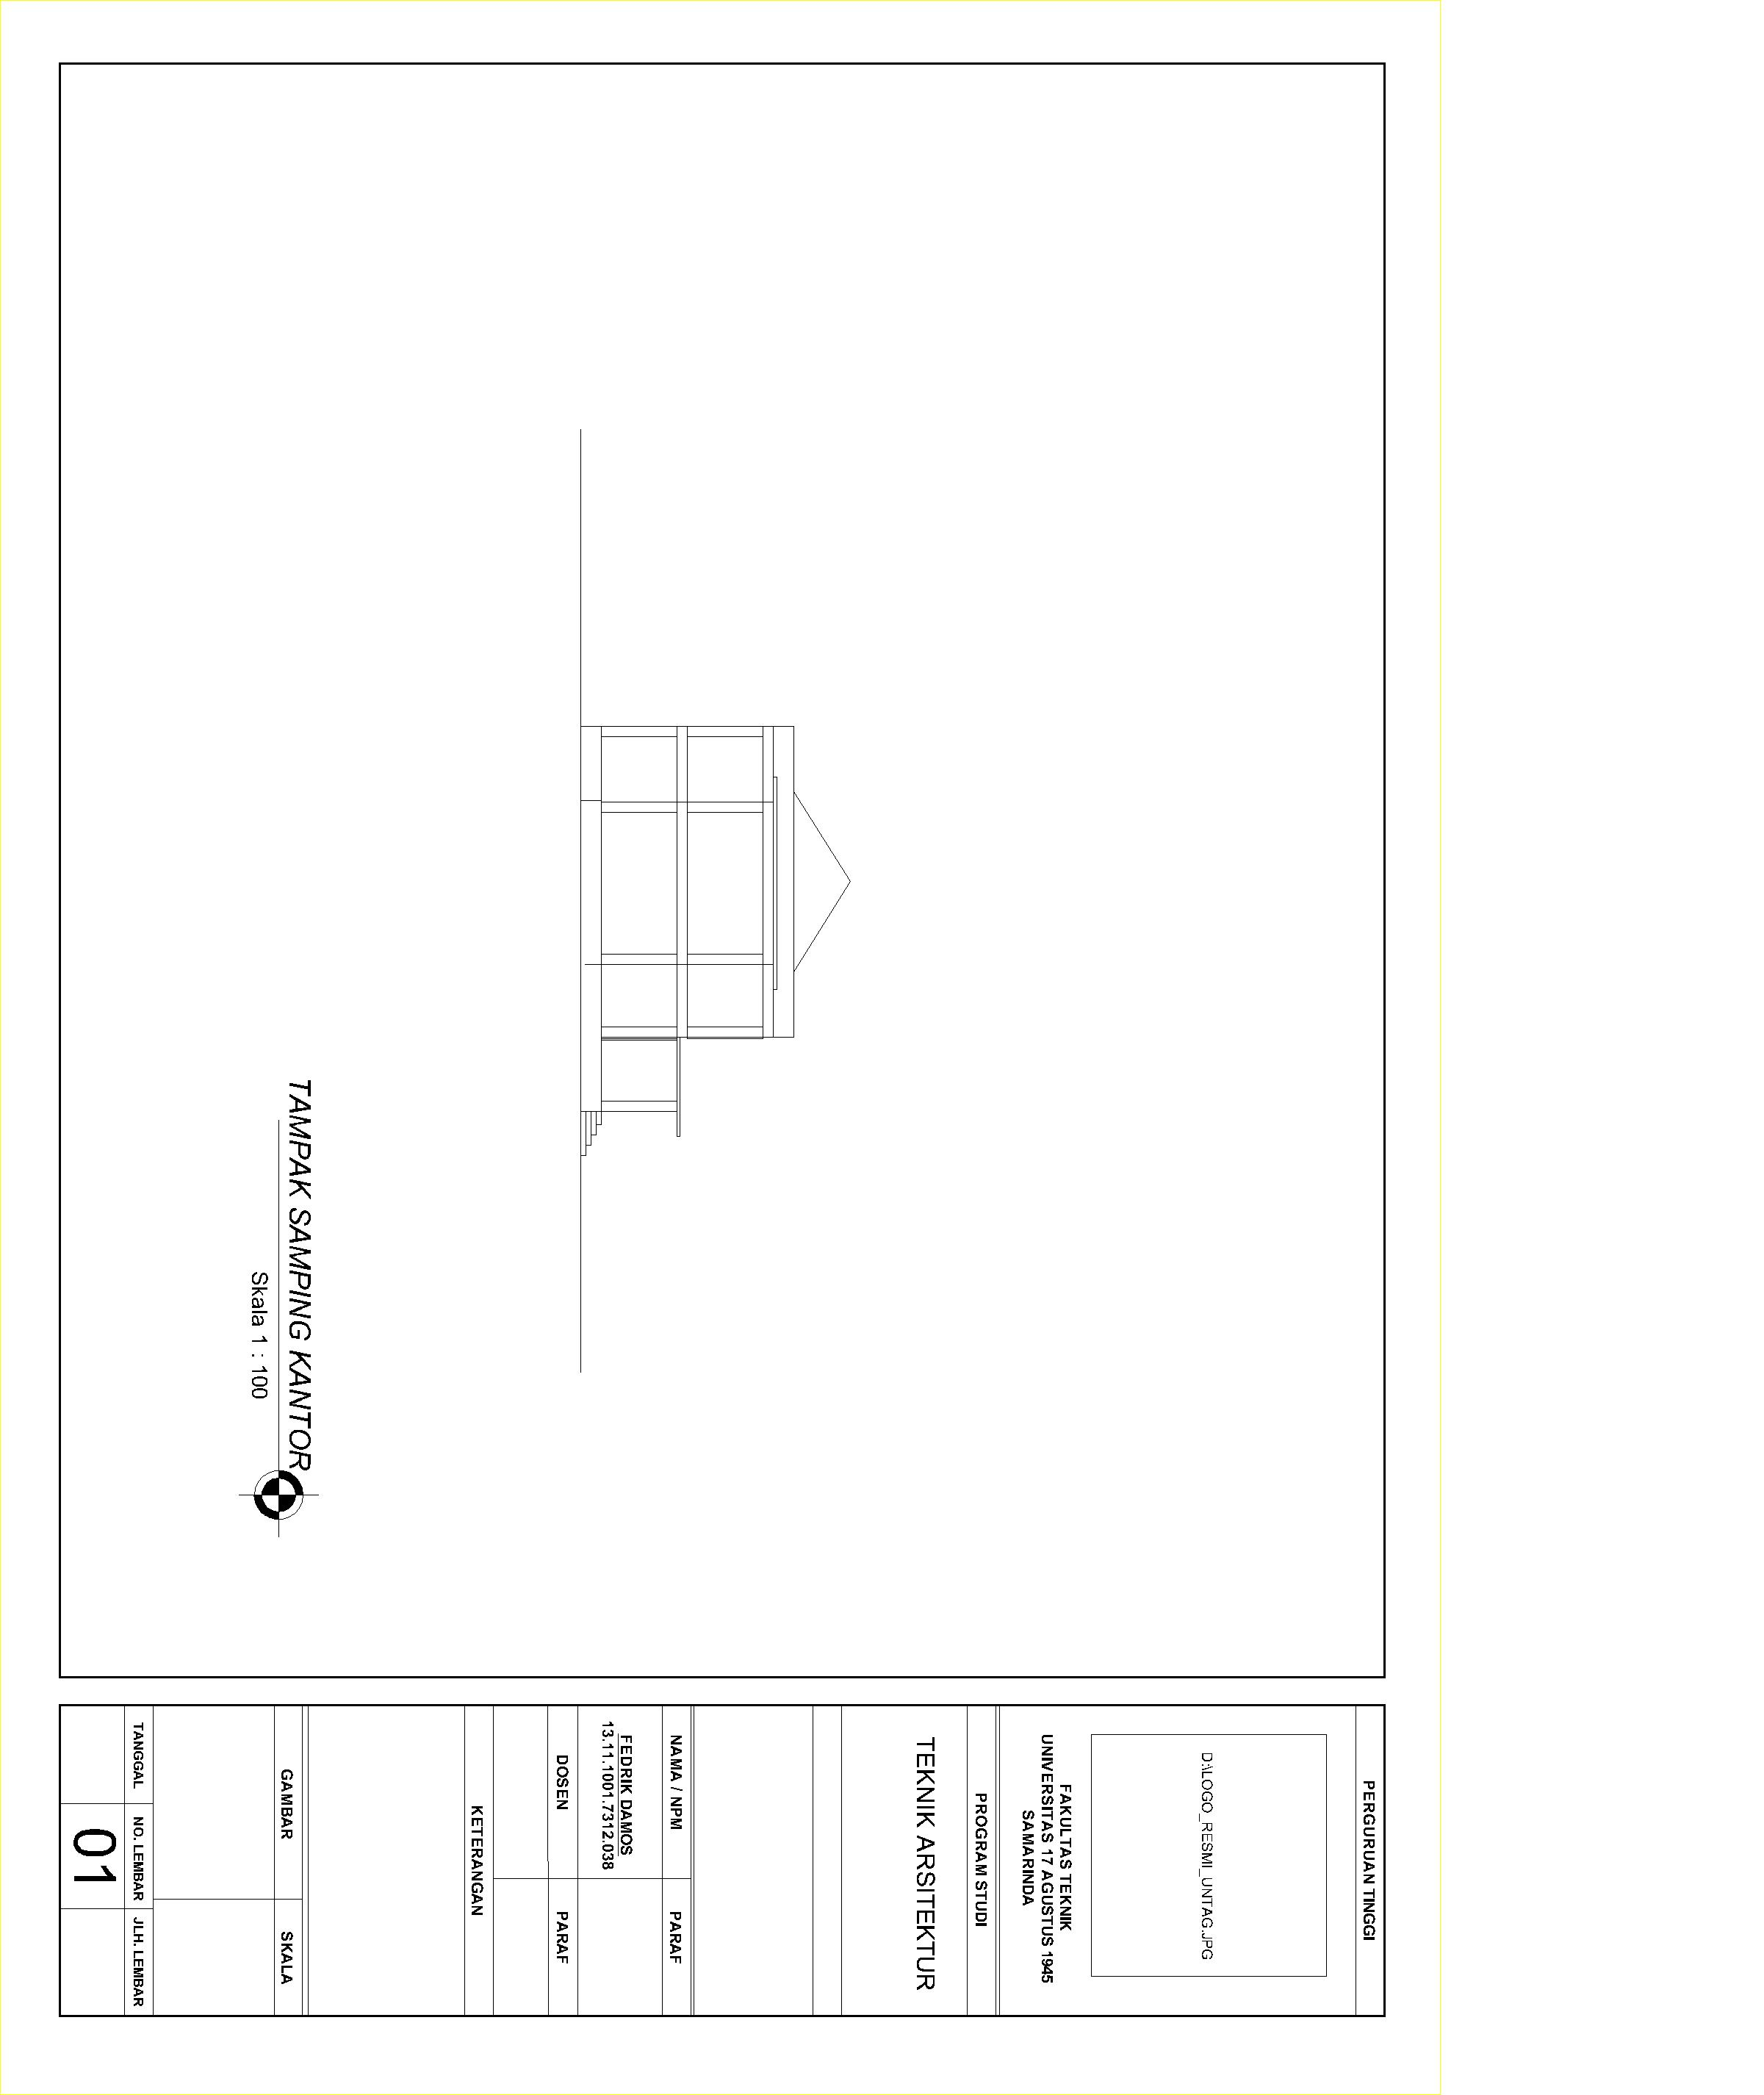 TAMPAK SAMPING KANTOR
Skala 1 : 100
PERGURUAN TINGGI
D:\LOGO_RESMI_UNTAG.JPG
FAKULTAS TEKNIK
UNIVERSITAS 17 AGUSTUS 1945
SAMARINDA
PROGRAM STUDI
TEKNIK ARSITEKTUR
NAMA / NPM PARAF
FEDRIK DAMOS
13.11.1001.7312.038
DOSEN PARAF
KETERANGAN
GAMBAR SKALA
TANGGAL NO. LEMBAR JLH. LEMBAR
01